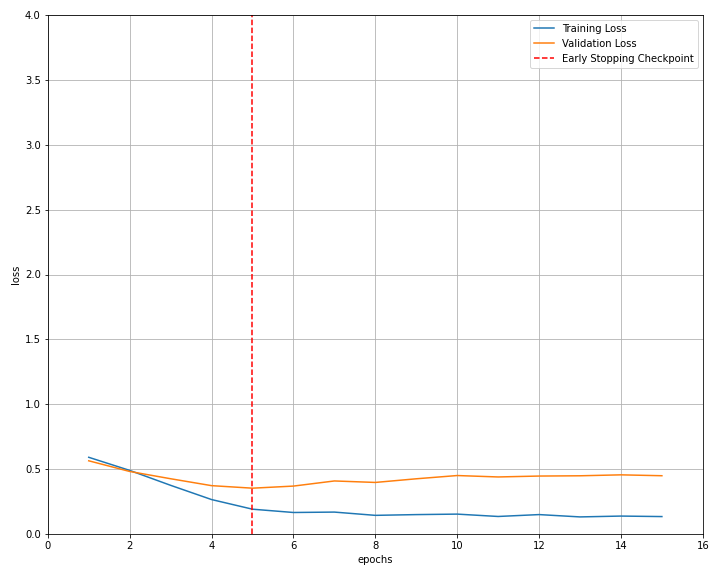 4.0
3.5
3.0
2.5
2.0
1.5
1.0
0.5
0.0
loss
Training Loss
Validation Loss
Early Stopping Checkpoint
0 2 4 6 8 10 12 14 16
epochs